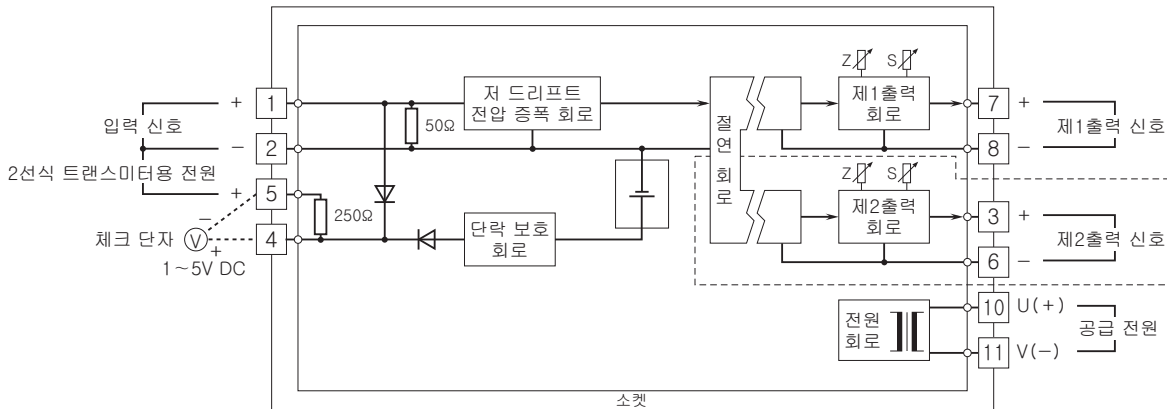 입력 신호
2선식 트랜스미터용 전원
체크 단자
V
1~5V DC
+
1
−
2
+
5
−
4
+
50Ω
250Ω
저 드리프트
전압 증폭 회로
단락 보호
회로
절연 회로
Z
S
제1출력
회로
Z
S
제2출력
회로
전원
회로
7
+
8
−
제1출력 신호
3
+
6
−
제2출력 신호
10
U(+)
11
V(−)
공급 전원
소켓